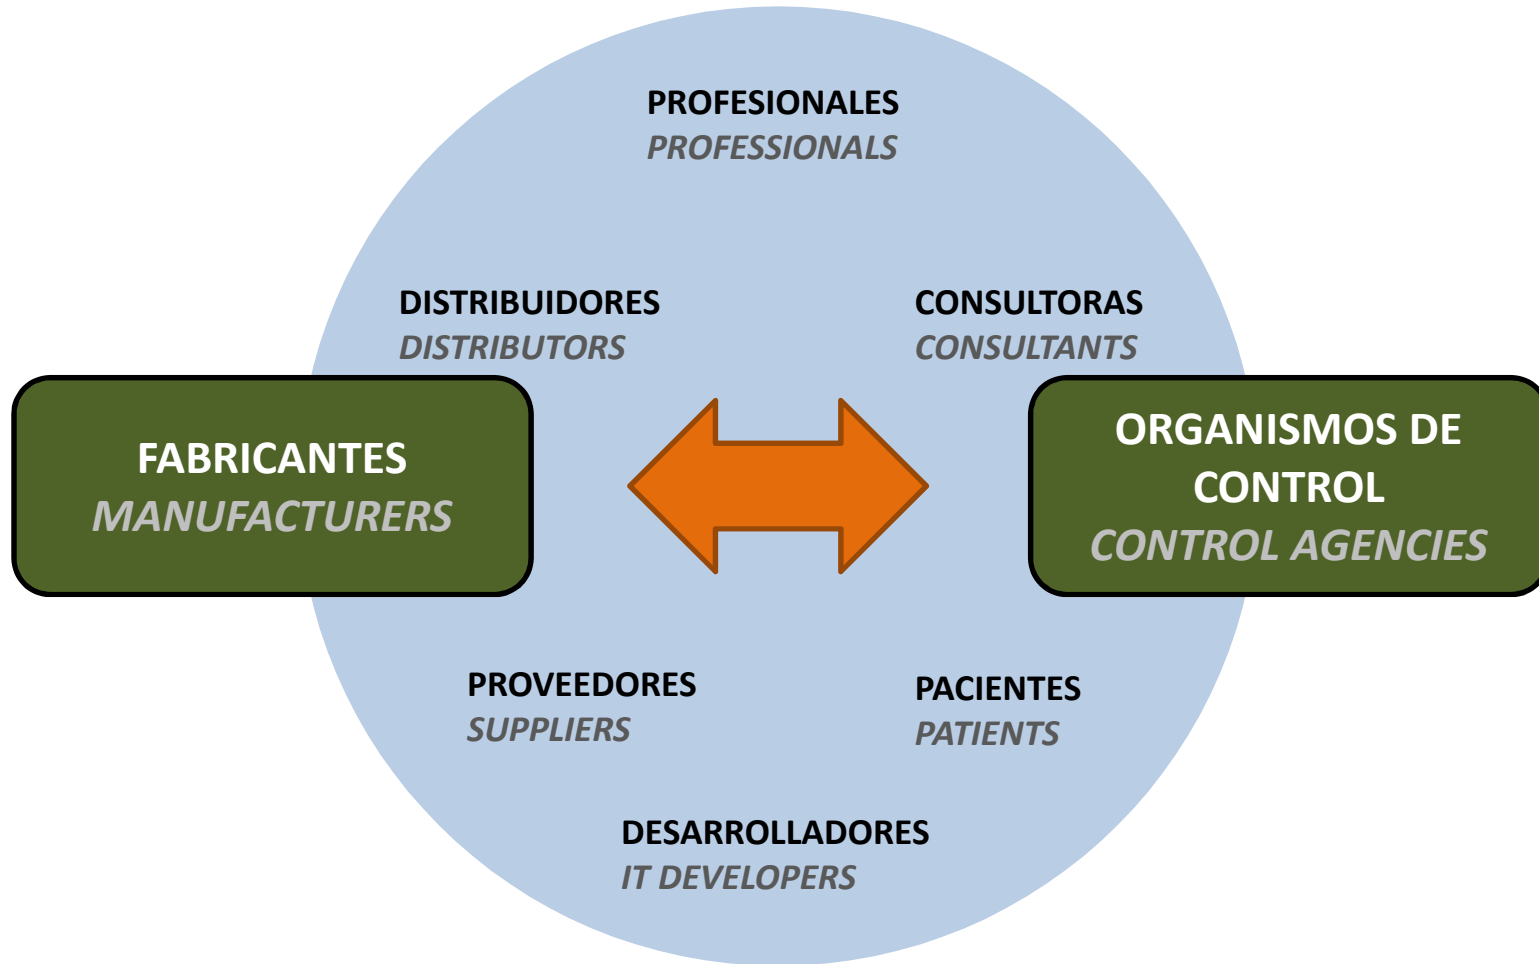 PROFESIONALES
PROFESSIONALS
DISTRIBUIDORES
DISTRIBUTORS
CONSULTORAS
CONSULTANTS
FABRICANTES
MANUFACTURERS
ORGANISMOS DE
CONTROL
CONTROL AGENCIES
PROVEEDORES
SUPPLIERS
PACIENTES
PATIENTS
DESARROLLADORES
IT DEVELOPERS